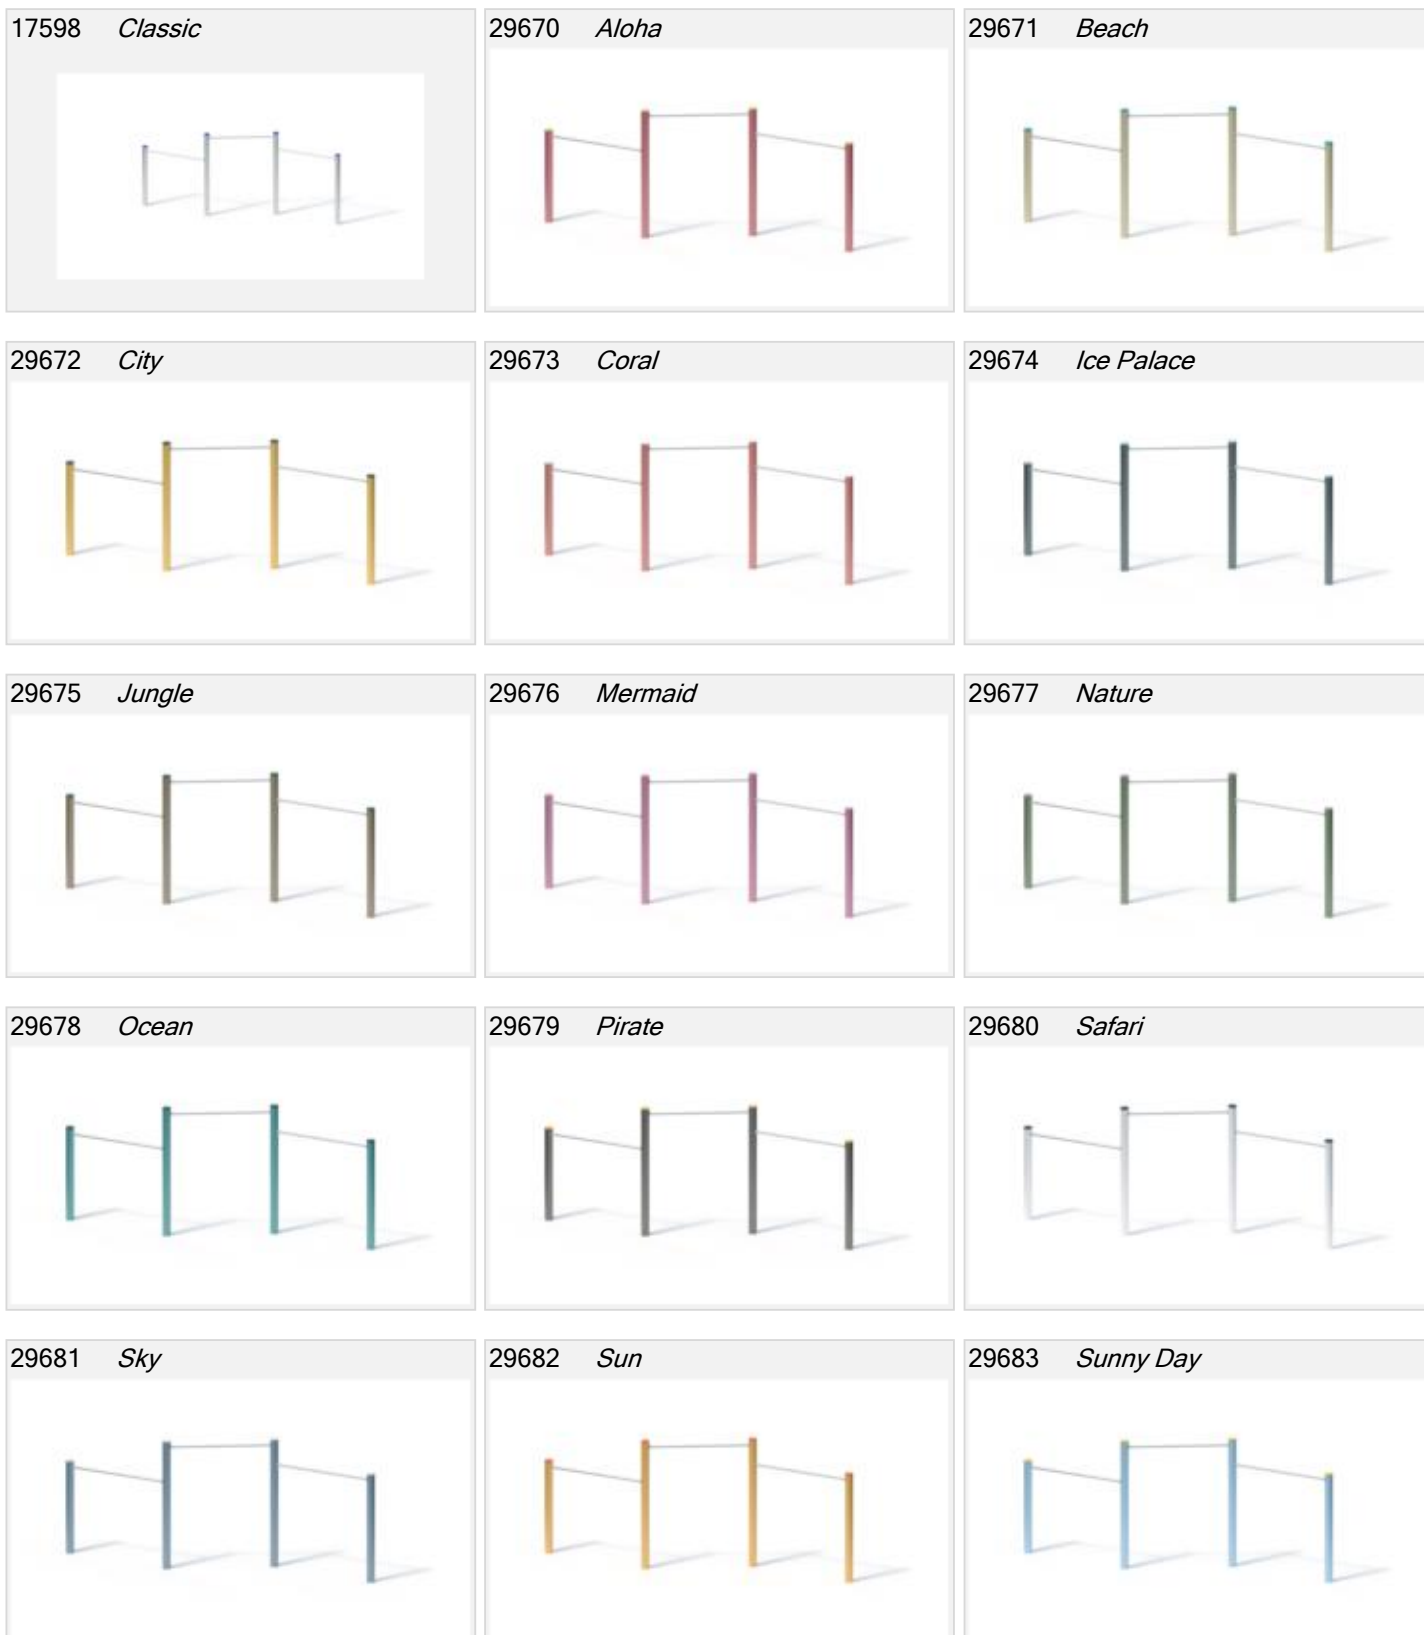 17598 Classic
29670 Aloha
29671 Beach
29672 City
29673 Coral
29674 Ice Palace
29675 Jungle
29676 Mermaid
29677 Nature
29678 Ocean
29679 Pirate
29680 Safari
29681 Sky
29682 Sun
29683 Sunny Day